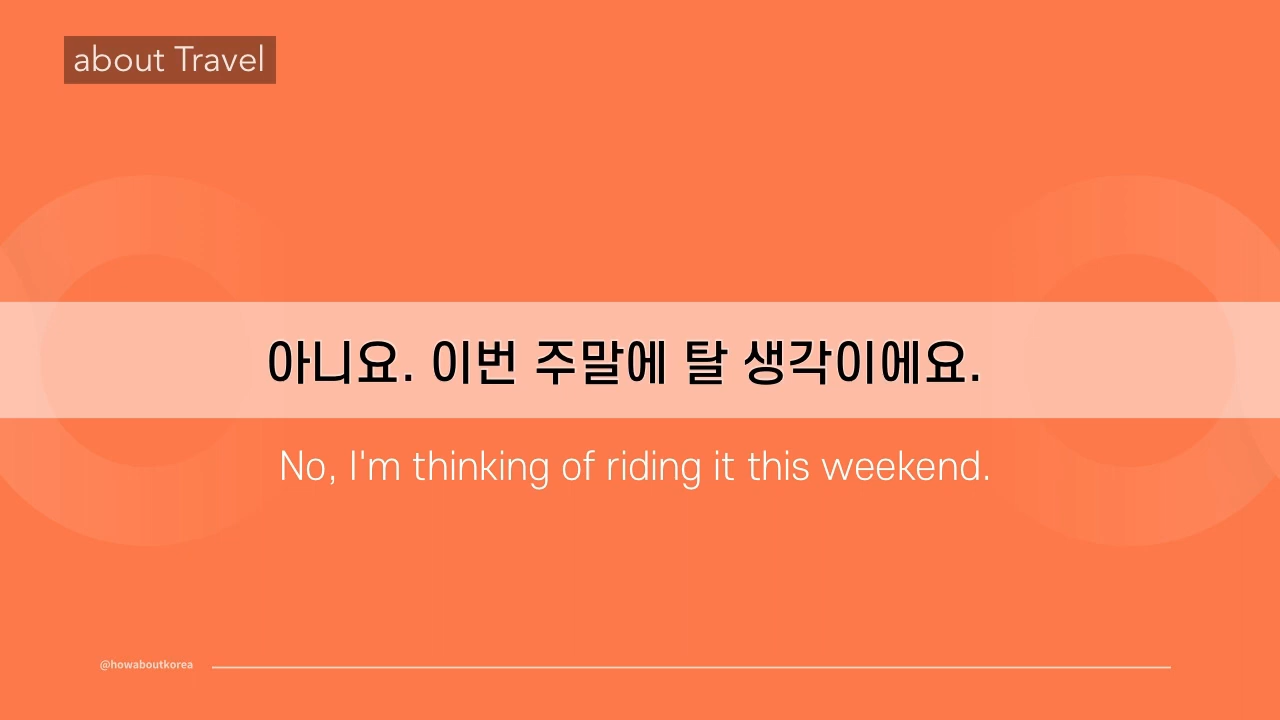 about Travel
아니요. 이번 주말에 탈 생각이에요.
No, I'm thinking of riding it this weekend.
@howaboutkorea